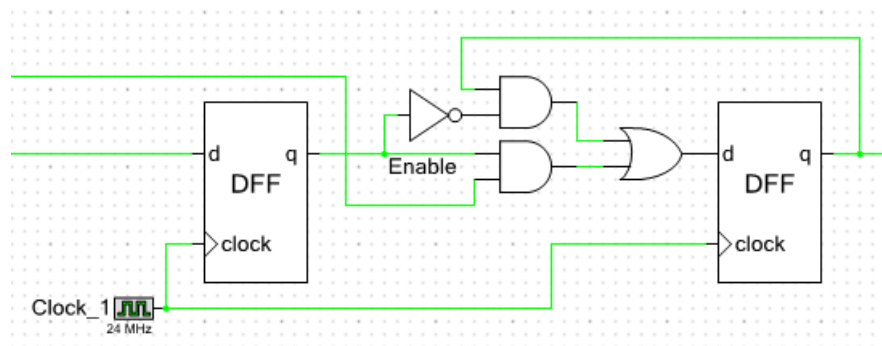 d
q
DFF
clock
Enable
d
q
DFF
clock
Clock_1
24 MHz